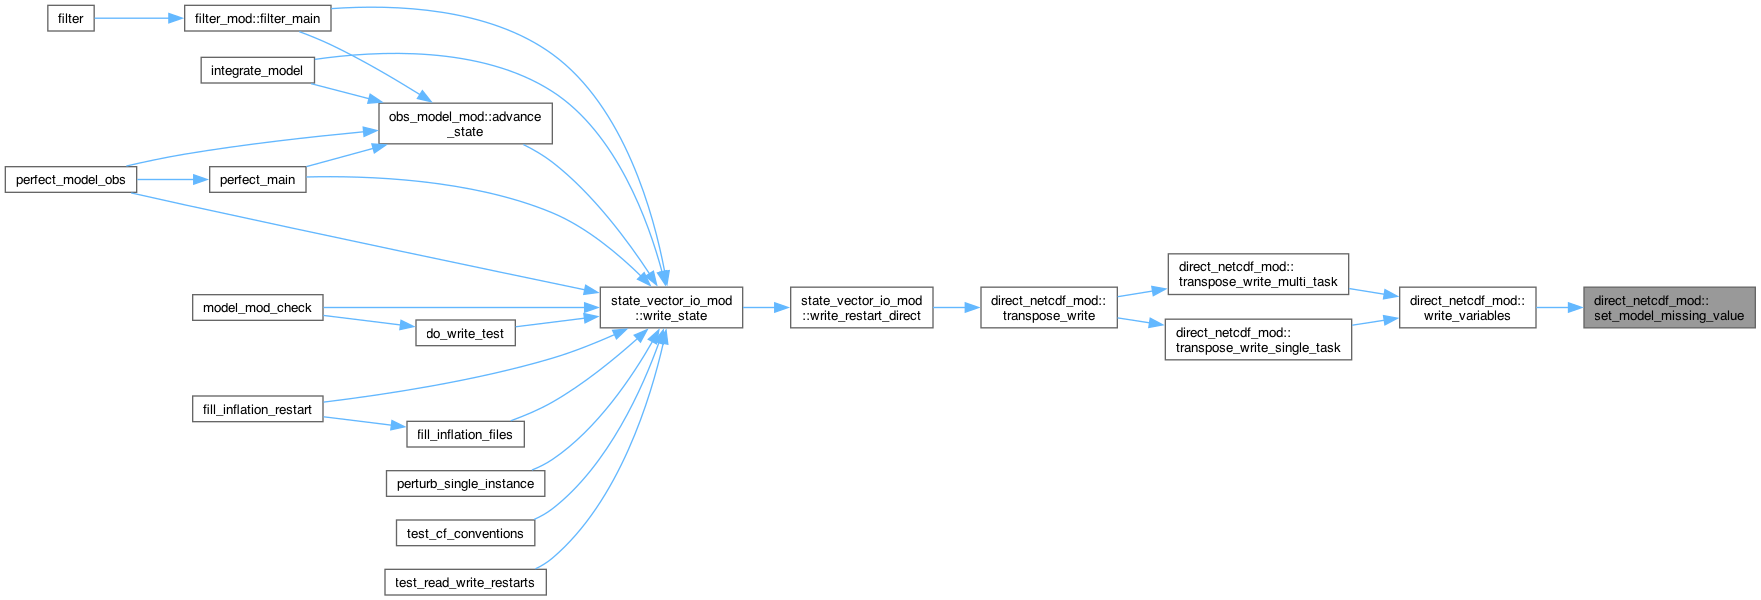 filter
filter_mod::filter_main
integrate_model
obs_model_mod::advance
_state
perfect_model_obs
perfect_main
model_mod_check
do_write_test
fill_inflation_restart
fill_inflation_files
perturb_single_instance
test_cf_conventions
test_read_write_restarts
state_vector_io_mod
::write_state
state_vector_io_mod
::write_restart_direct
direct_netcdf_mod::
transpose_write
direct_netcdf_mod::
transpose_write_multi_task
direct_netcdf_mod::
transpose_write_single_task
direct_netcdf_mod::
write_variables
direct_netcdf_mod::
set_model_missing_value